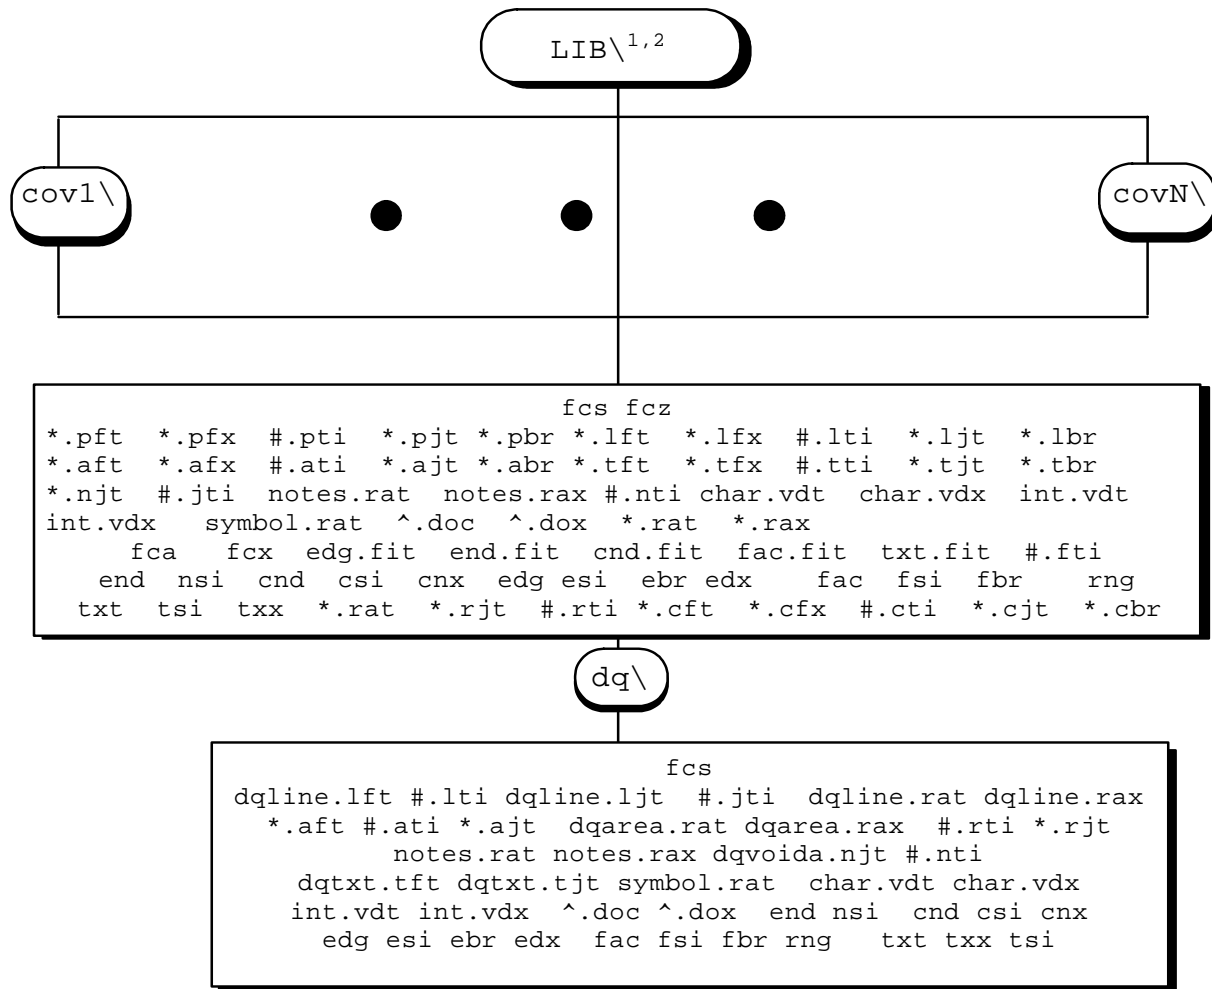 LIB\1,2
cov1\ covN\
fcs fcz
*.pft *.pfx #.pti *.pjt *.pbr *.lft *.lfx #.lti *.ljt *.lbr
*.aft *.afx #.ati *.ajt *.abr *.tft *.tfx #.tti *.tjt *.tbr
*.njt #.jti notes.rat notes.rax #.nti char.vdt char.vdx int.vdt
int.vdx symbol.rat ^.doc ^.dox *.rat *.rax
fca fcx edg.fit end.fit cnd.fit fac.fit txt.fit #.fti
end nsi cnd csi cnx edg esi ebr edx fac fsi fbr rng
txt tsi txx *.rat *.rjt #.rti *.cft *.cfx #.cti *.cjt *.cbr
dq\
fcs
dqline.lft #.lti dqline.ljt #.jti dqline.rat dqline.rax
*.aft #.ati *.ajt dqarea.rat dqarea.rax #.rti *.rjt
notes.rat notes.rax dqvoida.njt #.nti
dqtxt.tft dqtxt.tjt symbol.rat char.vdt char.vdx
int.vdt int.vdx ^.doc ^.dox end nsi cnd csi cnx
edg esi ebr edx fac fsi fbr rng txt txx tsi